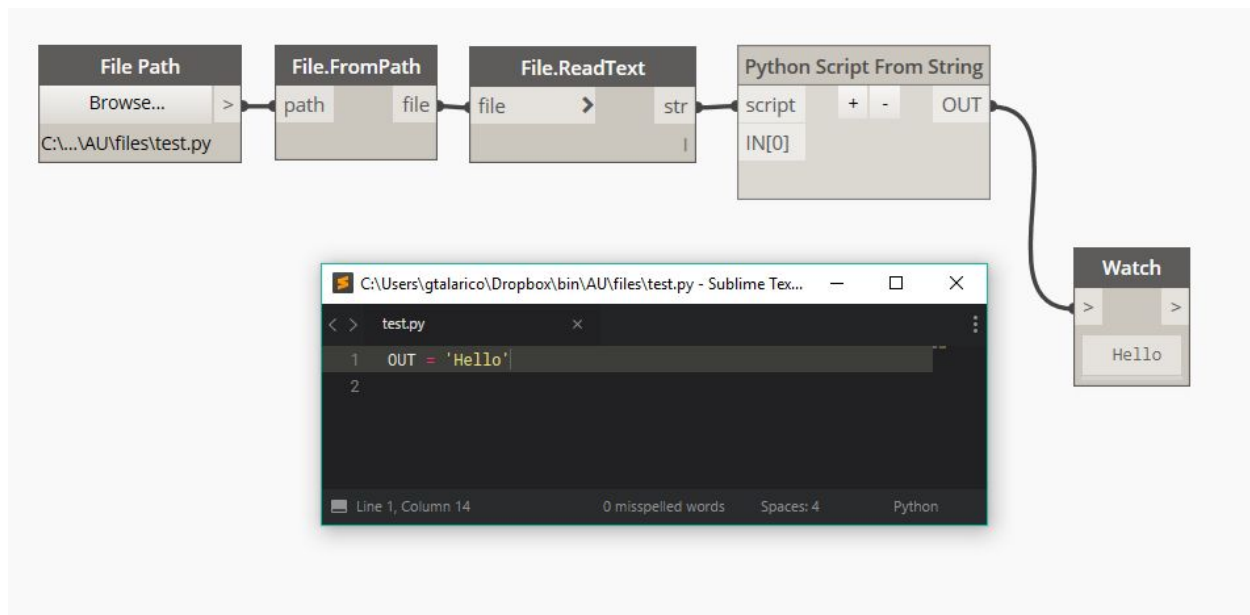 File Path
Browse... >
C:\...\AU\files\test.py
File.FromPath
path file
File.ReadText
file > str
l
Python Script From String
script + - OUT
IN[0]
Watch
> >
Hello
C:\Users\gtalarico\Dropbox\bin\AU\files\test.py - Sublime Tex...
< > test.py ×
1 OUT = 'Hello'
2
Line 1, Column 14 0 misspelled words Spaces: 4 Python